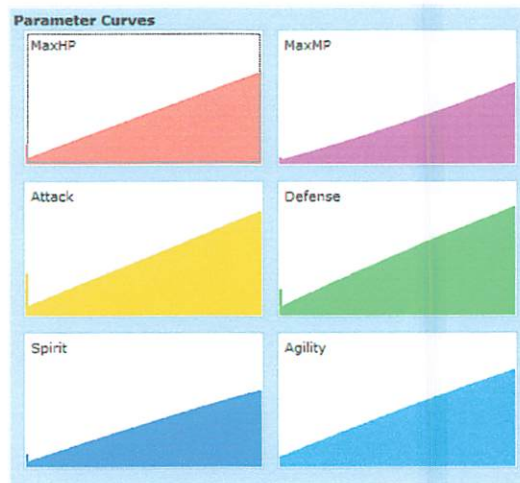 Parameter Curves
MaxHP
MaxMP
Attack
Defense
Spirit
Agility